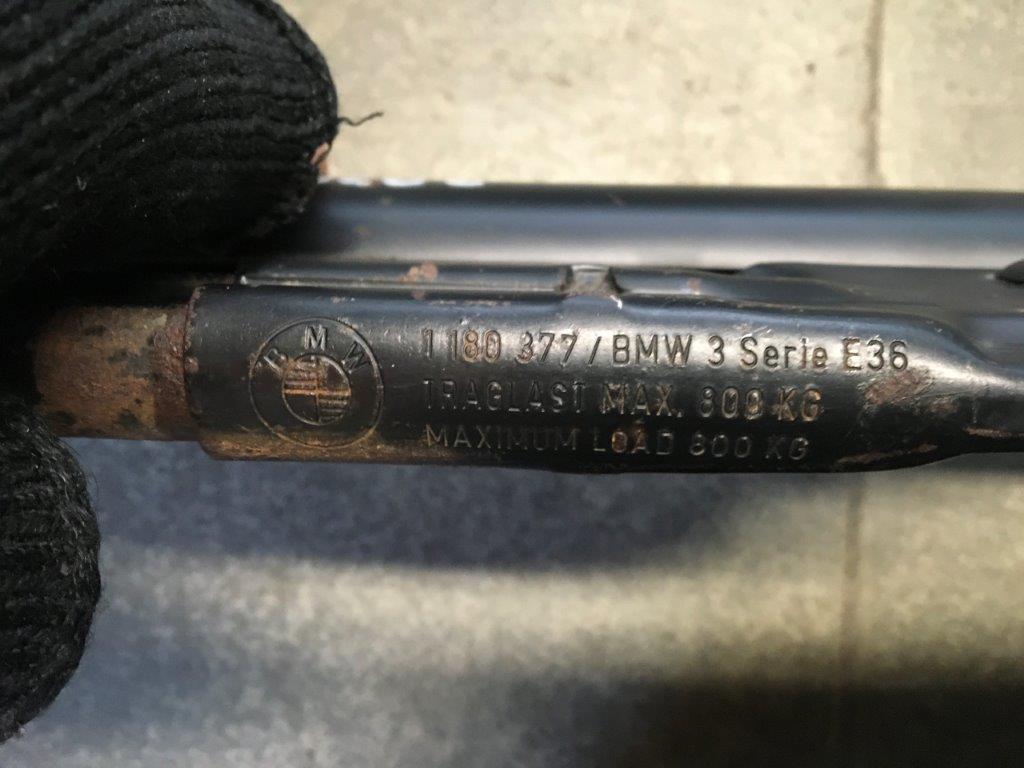 BMW
1 180 377 / BMW 3 Serie E36
TRAGLAST MAX. 800 KG
MAXIMUM LOAD 800 KG